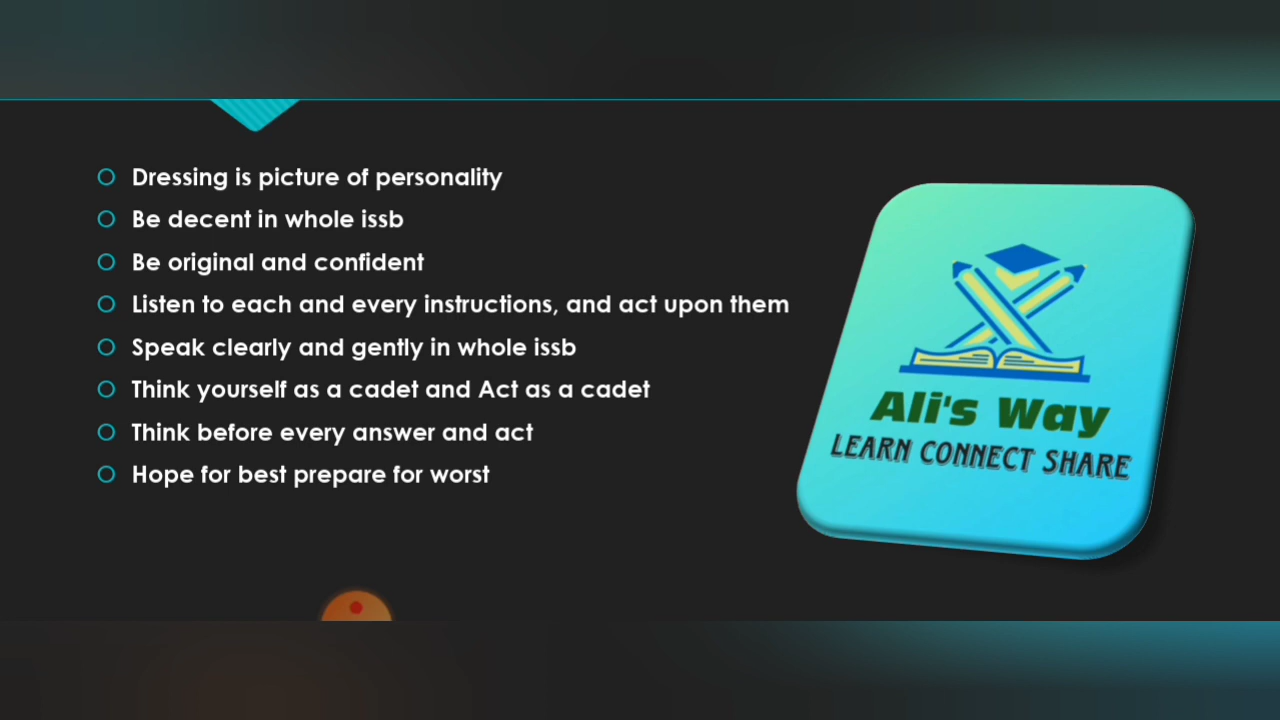 Dressing is picture of personality
Be decent in whole issb
Be original and confident
Listen to each and every instructions, and act upon them
Speak clearly and gently in whole issb
Think yourself as a cadet and Act as a cadet
Think before every answer and act
Hope for best prepare for worst
Ali's Way
LEARN CONNECT SHARE